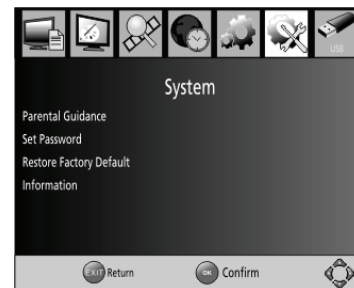 USB
System
Parental Guidance
Set Password
Restore Factory Default
Information
EXIT Return OK Confirm